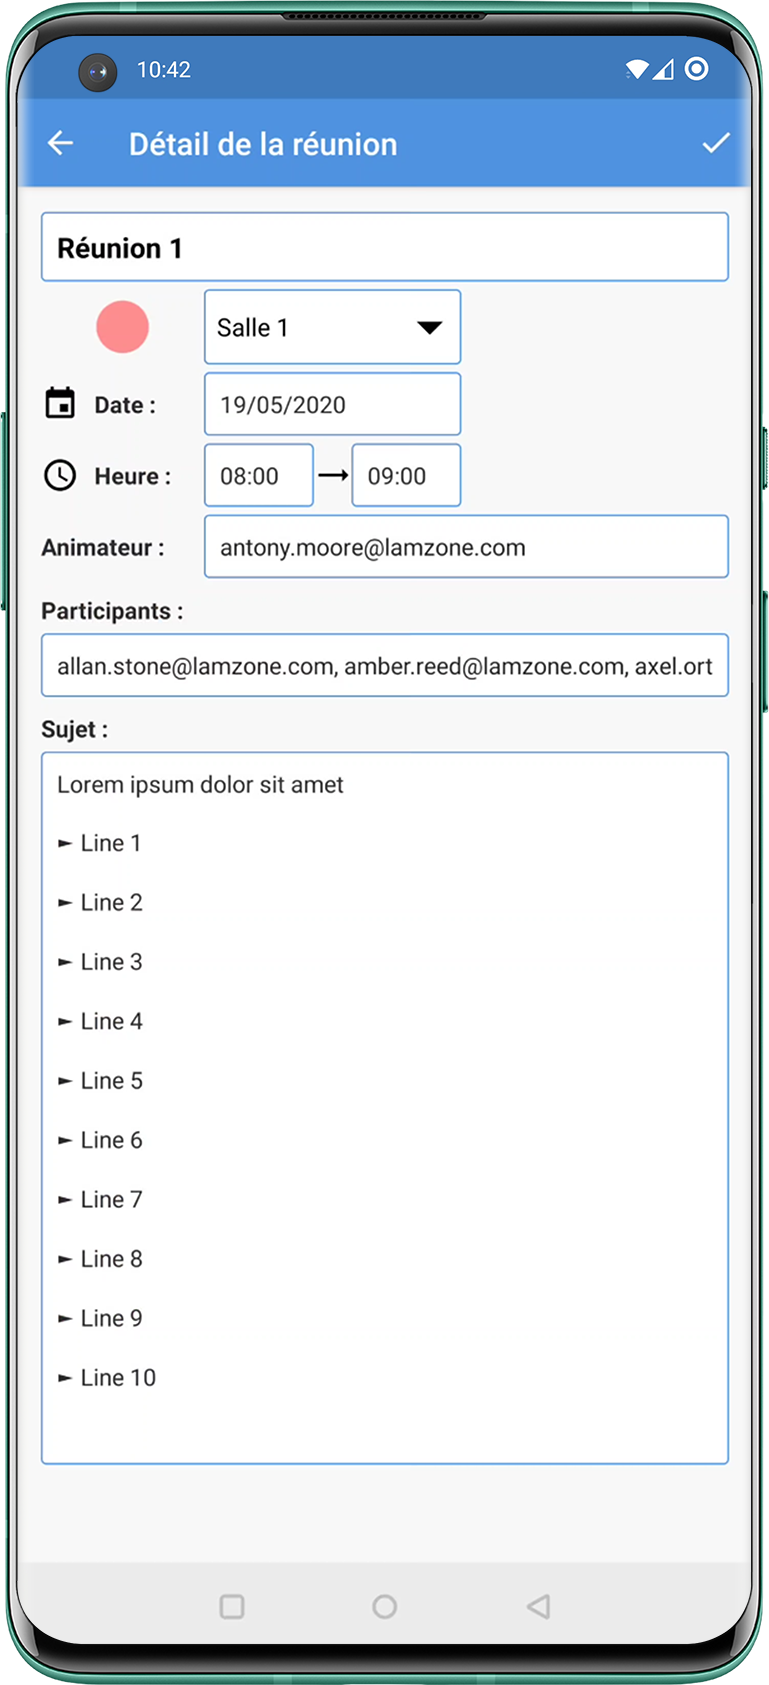 10:42
Détail de la réunion
Réunion 1
Salle 1
Date :
19/05/2020
Heure :
08:00
09:00
Animateur :
antony.moore@lamzone.com
Participants :
allan.stone@lamzone.com, amber.reed@lamzone.com, axel.ort
Sujet :
Lorem ipsum dolor sit amet
► Line 1
► Line 2
► Line 3
► Line 4
► Line 5
► Line 6
► Line 7
► Line 8
► Line 9
► Line 10